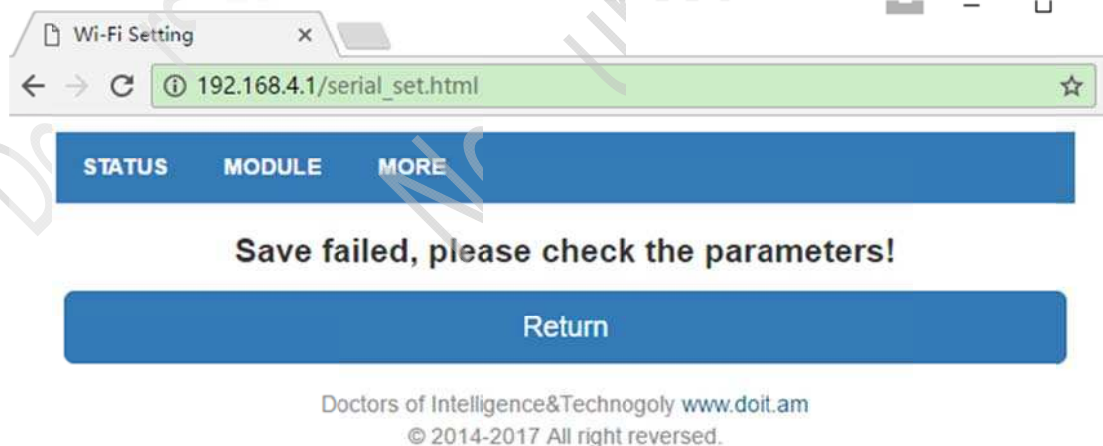 Wi-Fi Setting
192.168.4.1/serial_set.html
STATUS MODULE MORE
Save failed, please check the parameters!
Return
Doctors of Intelligence&Technogoly www.doit.am
© 2014-2017 All right reversed.